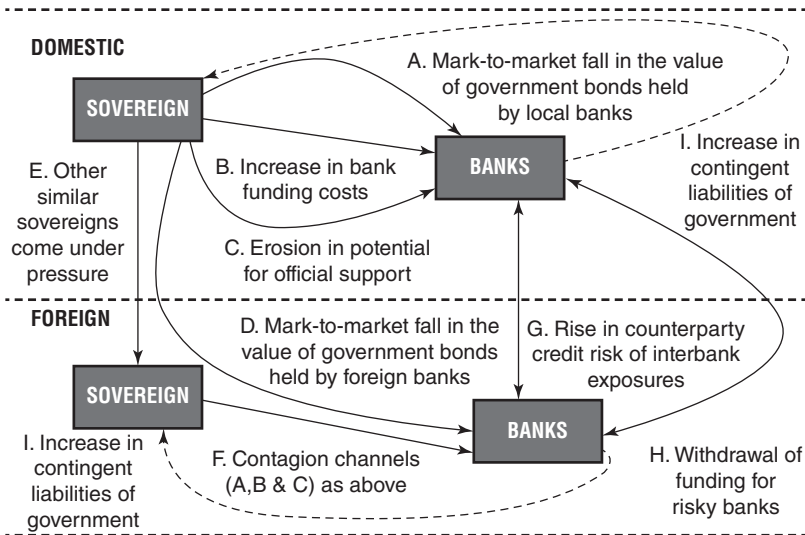 DOMESTIC
SOVEREIGN
A. Mark-to-market fall in the value
of government bonds held
by local banks
BANKS
I. Increase in
contingent
liabilities of
government
E. Other
similar
sovereigns
come under
pressure
B. Increase in bank
funding costs
C. Erosion in potential
for official support
FOREIGN
D. Mark-to-market fall in the
value of government bonds
held by foreign banks
G. Rise in counterparty
credit risk of interbank
exposures
SOVEREIGN
BANKS
I. Increase in
contingent
liabilities of
government
F. Contagion channels
(A,B & C) as above
H. Withdrawal of
funding for
risky banks